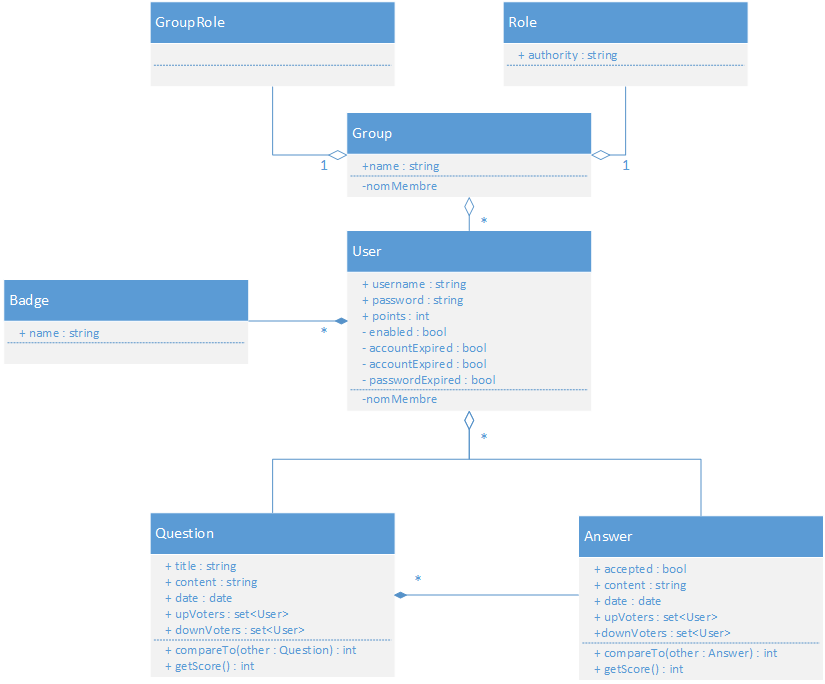 GroupRole
Role
+ authority : string
Group
1
1
+name : string
-nomMembre
*
User
+ username : string
+ password : string
+ points : int
- enabled : bool
- accountExpired : bool
- accountExpired : bool
- passwordExpired : bool
-nomMembre
Badge
+ name : string
*
*
Question
+ title : string
+ content : string
+ date : date
+ upVoters : set<User>
+ downVoters : set<User>
+ compareTo(other : Question) : int
+ getScore() : int
*
Answer
+ accepted : bool
+ content : string
+ date : date
+ upVoters : set<User>
+downVoters : set<User>
+ compareTo(other : Answer) : int
+ getScore() : int